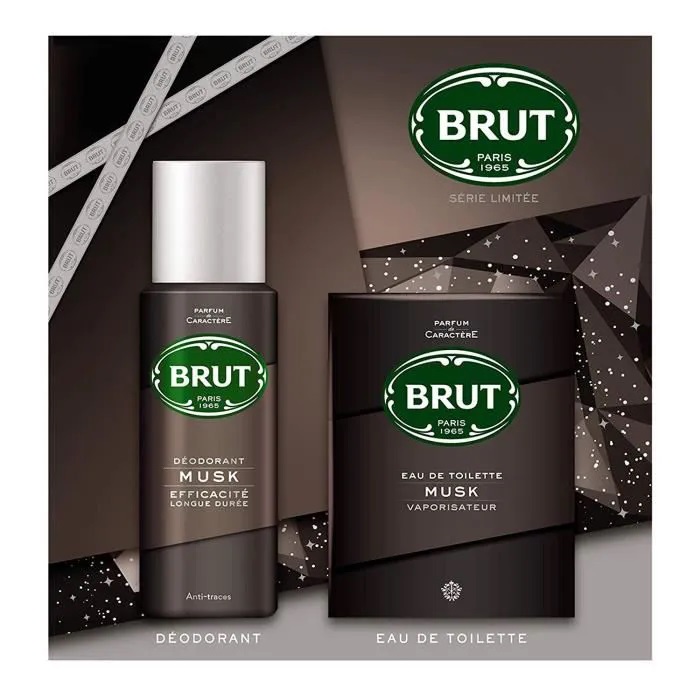 BRUT
PARIS
1965
SÉRIE LIMITÉE
PARFUM
de
CARACTÈRE
BRUT
PARIS
1965
DÉODORANT
MUSK
EFFICACITÉ
LONGUE DURÉE
Anti-traces
PARFUM
de
CARACTÈRE
BRUT
PARIS
1965
EAU DE TOILETTE
MUSK
VAPORISATEUR
DÉODORANT
EAU DE TOILETTE